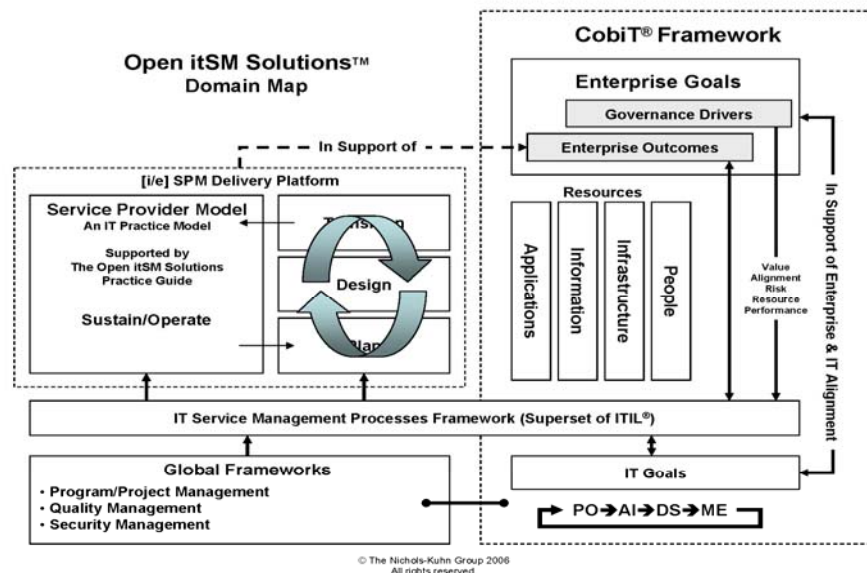 Open itSM Solutions™
Domain Map
CobiT® Framework
Enterprise Goals
Governance Drivers
Enterprise Outcomes
In Support of
[i/e] SPM Delivery Platform
Service Provider Model
An IT Practice Model
Supported by
The Open itSM Solutions
Practice Guide
Sustain/Operate
Design
Resources
Applications
Information
Infrastructure
People
Value
Alignment
Risk
Resource
Performance
In Support of Enterprise & IT Alignment
IT Service Management Processes Framework (Superset of ITIL®)
Global Frameworks
• Program/Project Management
• Quality Management
• Security Management
IT Goals
PO➔AI➔DS➔ME
© The Nichols-Kuhn Group 2006
All rights reserved